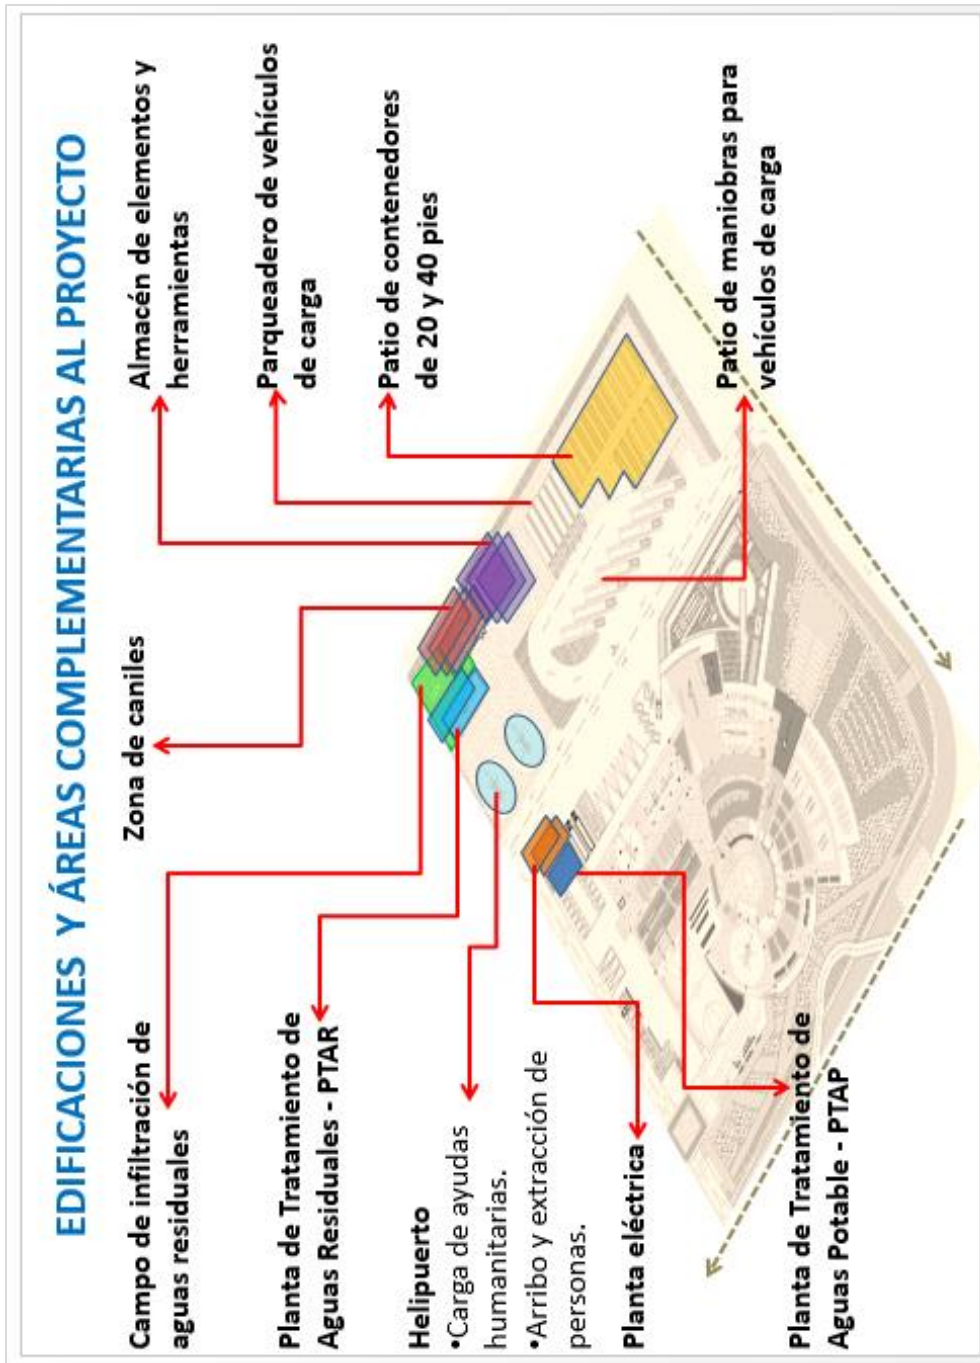 EDIFICACIONES Y ÁREAS COMPLEMENTARIAS AL PROYECTO
Campo de infiltración de
aguas residuales
Zona de caniles
Almacén de elementos y
herramientas
Planta de Tratamiento de
Aguas Residuales - PTAR
Parqueadero de vehículos
de carga
Helipuerto
•Carga de ayudas
humanitarias.
•Arribo y extracción de
personas.
Patio de contenedores
de 20 y 40 pies
Planta eléctrica
Planta de Tratamiento de
Aguas Potable - PTAP
Patio de maniobras para
vehículos de carga